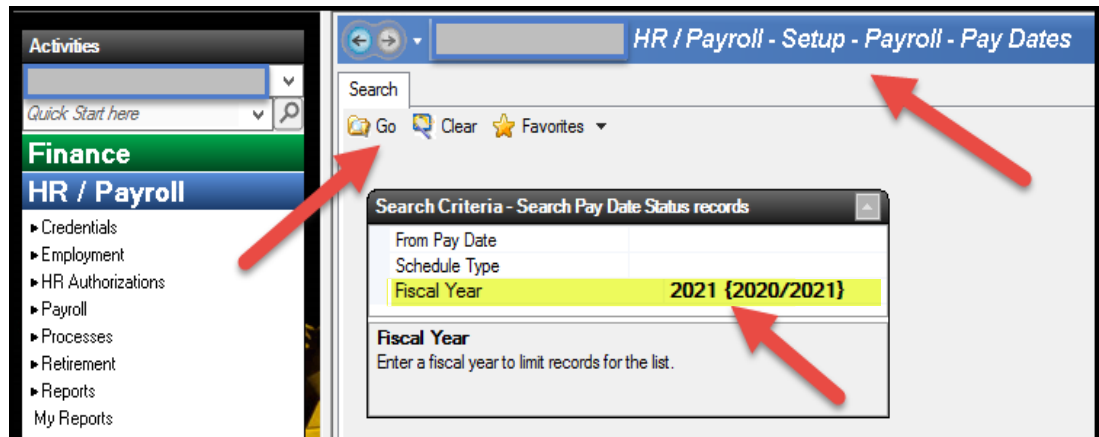 Activities
Quick Start here
Finance
HR / Payroll
Credentials
Employment
HR Authorizations
Payroll
Processes
Retirement
Reports
My Reports
HR / Payroll - Setup - Payroll - Pay Dates
Search
Go Clear Favorites
Search Criteria - Search Pay Date Status records
From Pay Date
Schedule Type
Fiscal Year 2021 {2020/2021}
Fiscal Year
Enter a fiscal year to limit records for the list.